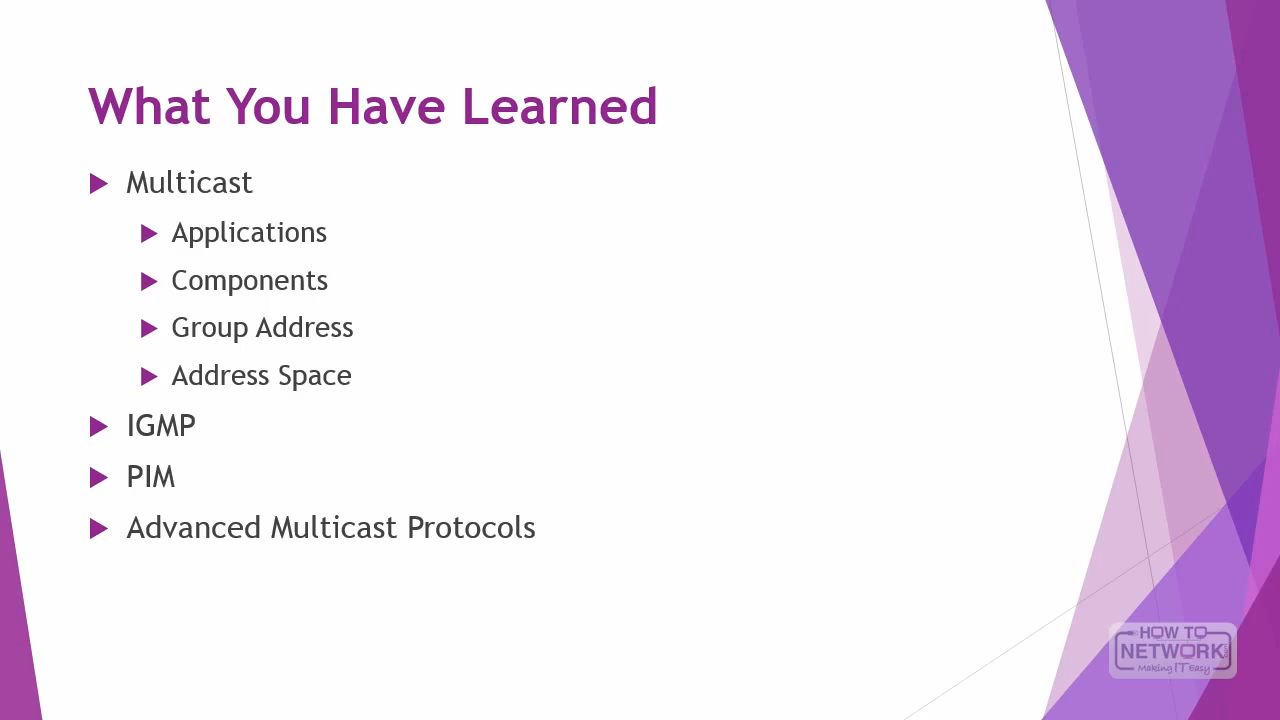 What You Have Learned
Multicast
Applications
Components
Group Address
Address Space
IGMP
PIM
Advanced Multicast Protocols
HOW TO
NETWORK
Making IT Easy